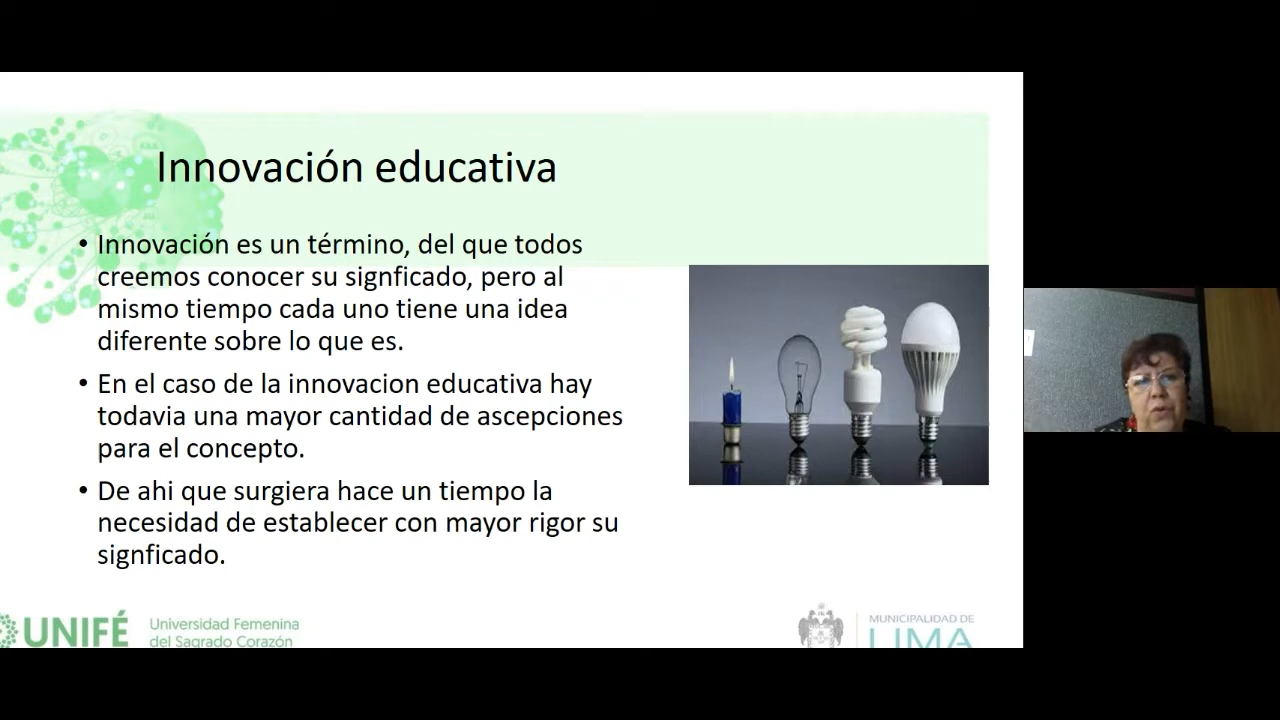 Innovación educativa
• Innovación es un término, del que todos
creemos conocer su signficado, pero al
mismo tiempo cada uno tiene una idea
diferente sobre lo que es.
• En el caso de la innovacion educativa hay
todavia una mayor cantidad de ascepciones
para el concepto.
• De ahi que surgiera hace un tiempo la
necesidad de establecer con mayor rigor su
signficado.
UNIFÉ
Universidad Femenina
del Sagrado Corazón
MUNICIPALIDAD DE
LIMA